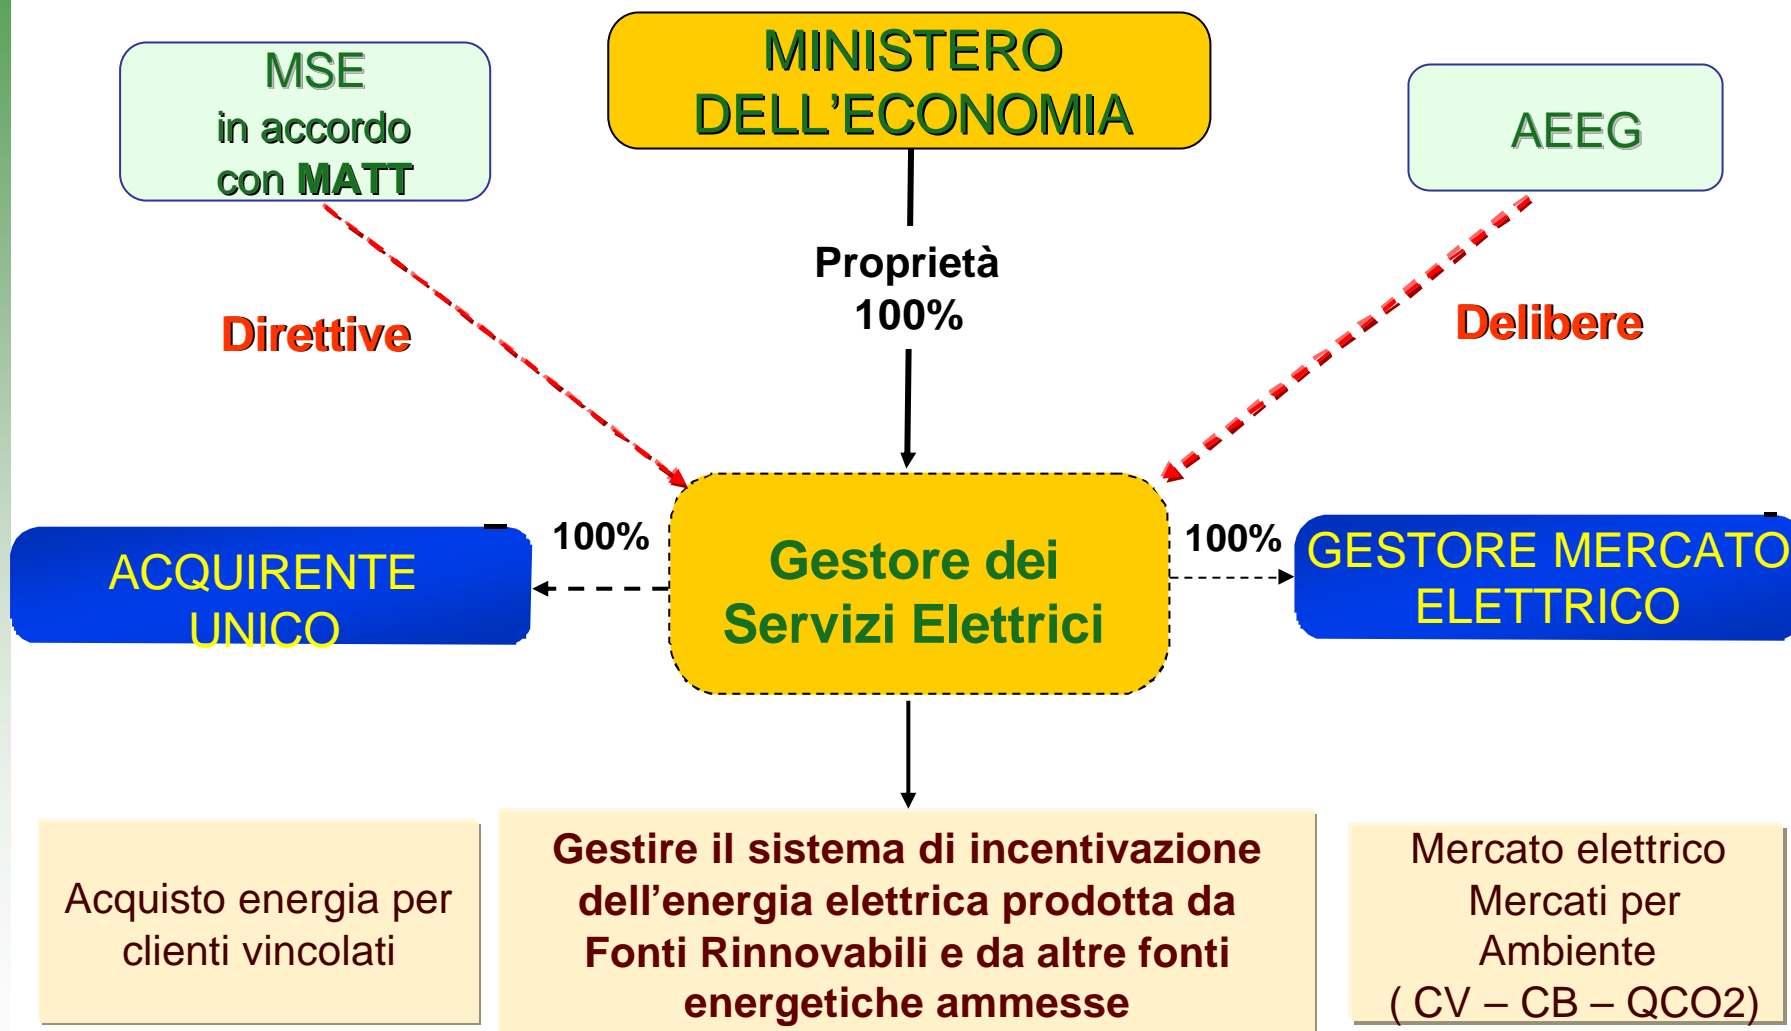 MSE
in accordo
con MATT
MINISTERO
DELL’ECONOMIA
AEEG
Proprietà
100%
Direttive
Delibere
ACQUIRENTE
UNICO
100%
Gestore dei
Servizi Elettrici
100%
GESTORE MERCATO
ELETTRICO
Acquisto energia per
clienti vincolati
Gestire il sistema di incentivazione
dell’energia elettrica prodotta da
Fonti Rinnovabili e da altre fonti
energetiche ammesse
Mercato elettrico
Mercati per
Ambiente
( CV – CB – QCO2)